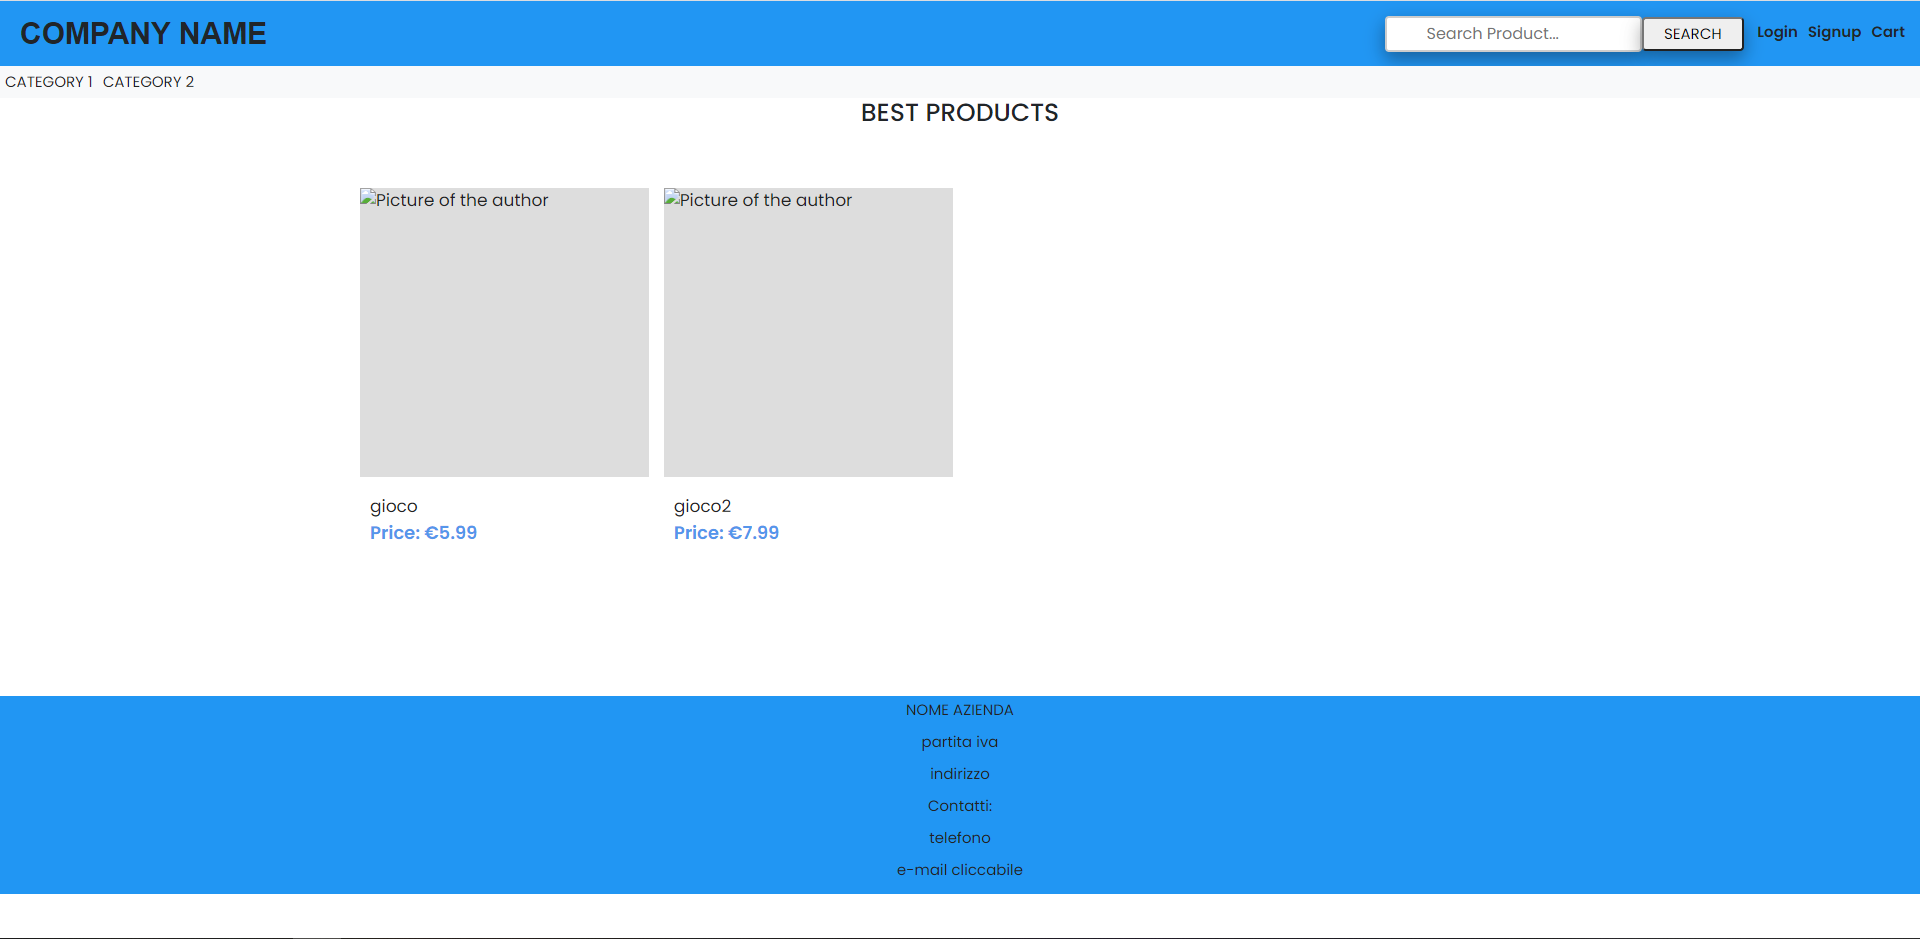 COMPANY NAME
Search Product...
SEARCH
Login Signup Cart
CATEGORY 1 CATEGORY 2
BEST PRODUCTS
Picture of the author
Picture of the author
gioco
Price: €5.99
gioco2
Price: €7.99
NOME AZIENDA
partita iva
indirizzo
Contatti:
telefono
e-mail cliccabile